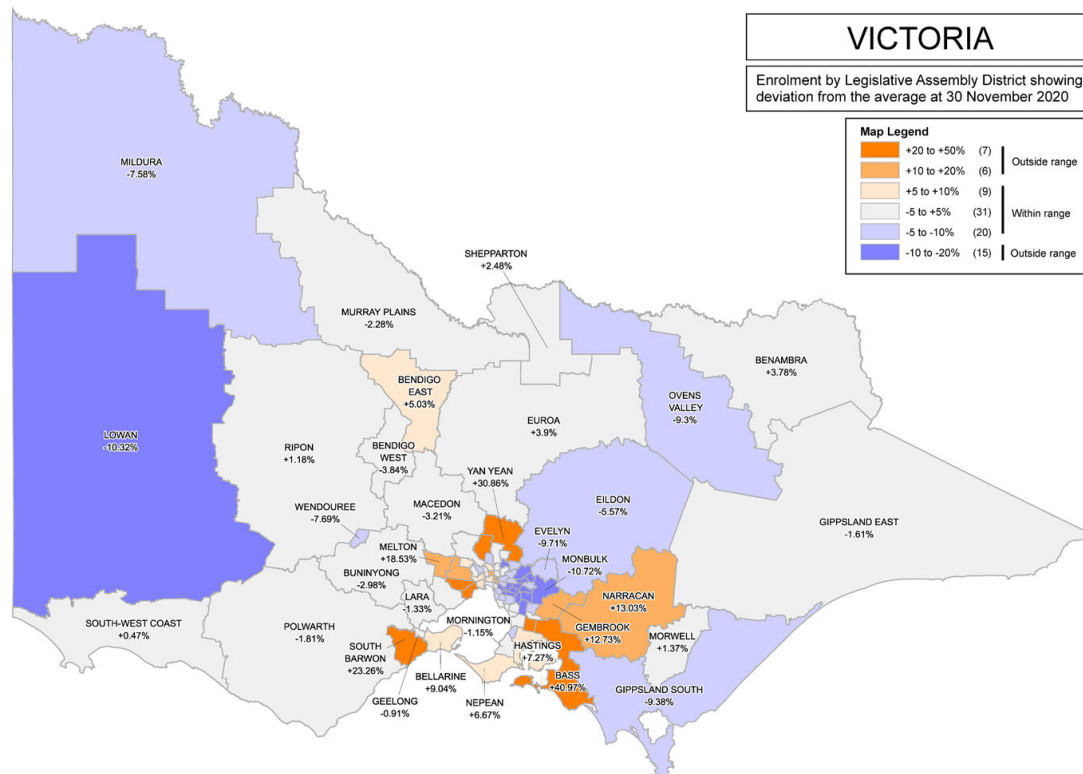 VICTORIA
Enrolment by Legislative Assembly District showing
deviation from the average at 30 November 2020
Map Legend
+20 to +50% (7)
+10 to +20% (6)
Outside range
+5 to +10% (9)
-5 to +5% (31)
Within range
-5 to -10% (20)
-10 to -20% (15) Outside range
MILDURA
-7.58%
SHEPPARTON
+2.48%
MURRAY PLAINS
-2.28%
BENAMBRA
+3.78%
BENDIGO
EAST
+5.03%
OVENS
VALLEY
-9.3%
EUROA
+3.9%
LOWAN
-10.32%
RIPON
+1.18%
BENDIGO
WEST
-3.84%
YAN YEAN
+30.86%
EILDON
-5.57%
WENDOUREE
-7.69%
MACEDON
-3.21%
GIPPSLAND EAST
-1.61%
EVELYN
-9.71%
MELTON
+18.53%
MONBULK
-10.72%
BUNINYONG
-2.98%
LARA
-1.33%
NARRACAN
+13.03%
SOUTH-WEST COAST
+0.47%
POLWARTH
-1.81%
MORNINGTON
-1.15%
GEMBROOK
+12.73%
MORWELL
+1.37%
SOUTH
BARWON
+23.26%
HASTINGS
+7.27%
BELLARINE
+9.04%
BASS
+40.97%
GEELONG
-0.91%
NEPEAN
+6.67%
GIPPSLAND SOUTH
-9.38%